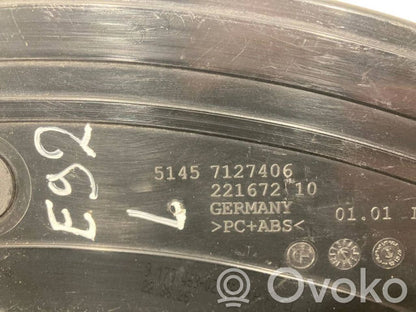 E92
L
5145 7127406
221672 10
GERMANY
>PC+ABS<
01.01
Ovoko